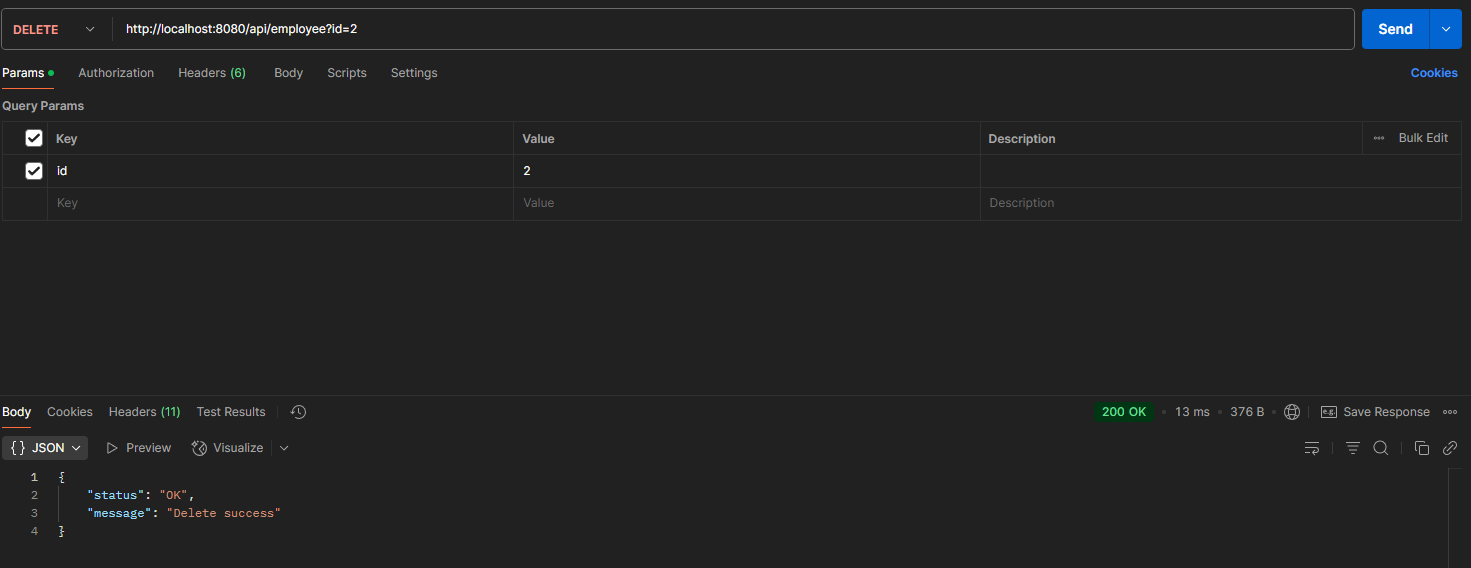 DELETE http://localhost:8080/api/employee?id=2 Send
Params Authorization Headers (6) Body Scripts Settings Cookies
Query Params
Key Value Description Bulk Edit
id 2
Key Value Description
Body Cookies Headers (11) Test Results 200 OK • 13 ms • 376 B • e.g. Save Response
{ } JSON Preview Visualize
1 {
2 "status": "OK",
3 "message": "Delete success"
4 }